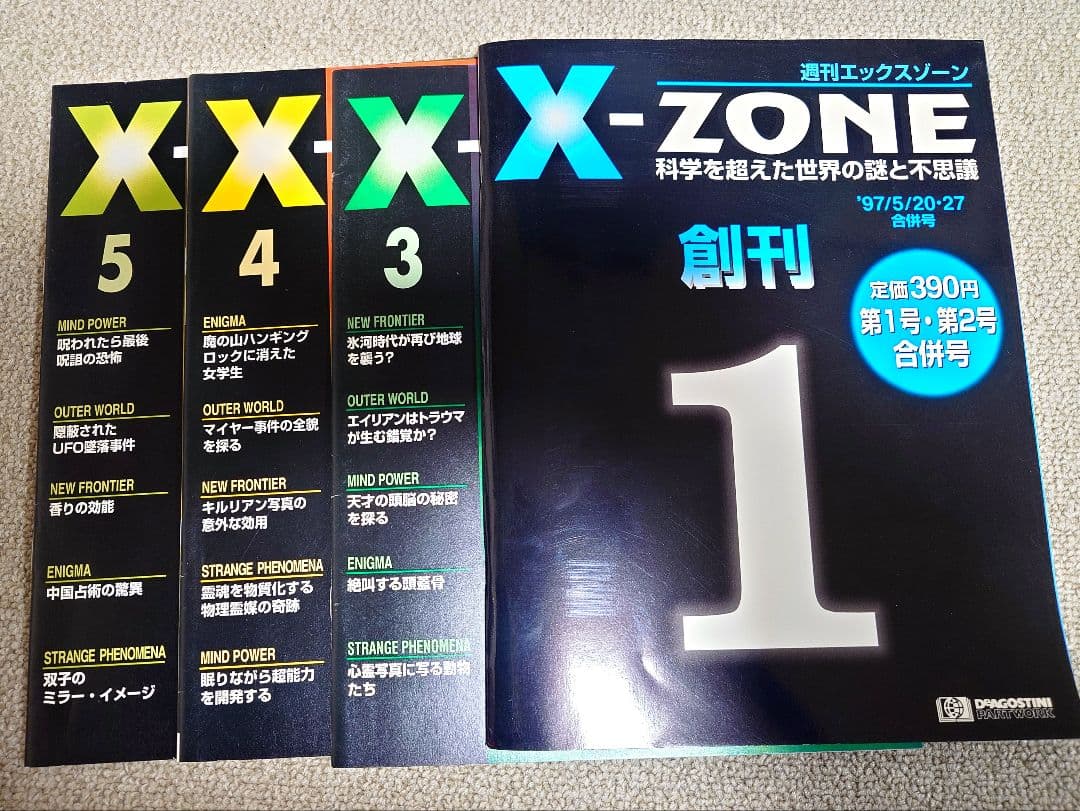 X-
5
MIND POWER
呪われたら最後
呪詛の恐怖
OUTER WORLD
隠蔽された
UFO墜落事件
NEW FRONTIER
香りの効能
ENIGMA
中国占術の驚異
STRANGE PHENOMENA
双子の
ミラー・イメージ
X-
4
ENIGMA
魔の山ハンギング
ロックに消えた
女学生
OUTER WORLD
マイヤー事件の全貌
を探る
NEW FRONTIER
キルリアン写真の
意外な効用
STRANGE PHENOMENA
霊魂を物質化する
物理霊媒の奇跡
MIND POWER
眠りながら超能力
を開発する
X-
3
NEW FRONTIER
氷河時代が再び地球
を襲う?
OUTER WORLD
エイリアンはトラウマ
が生む錯覚か?
MIND POWER
天才の頭脳の秘密
を探る
ENIGMA
絶叫する頭蓋骨
STRANGE PHENOMENA
心霊写真に写る動物
たち
週刊エックスゾーン
X-ZONE
科学を超えた世界の謎と不思議
'97/5/20・27
合併号
創刊
定価390円
第1号・第2号
合併号
1
DeAGOSTINI
PARTWORK